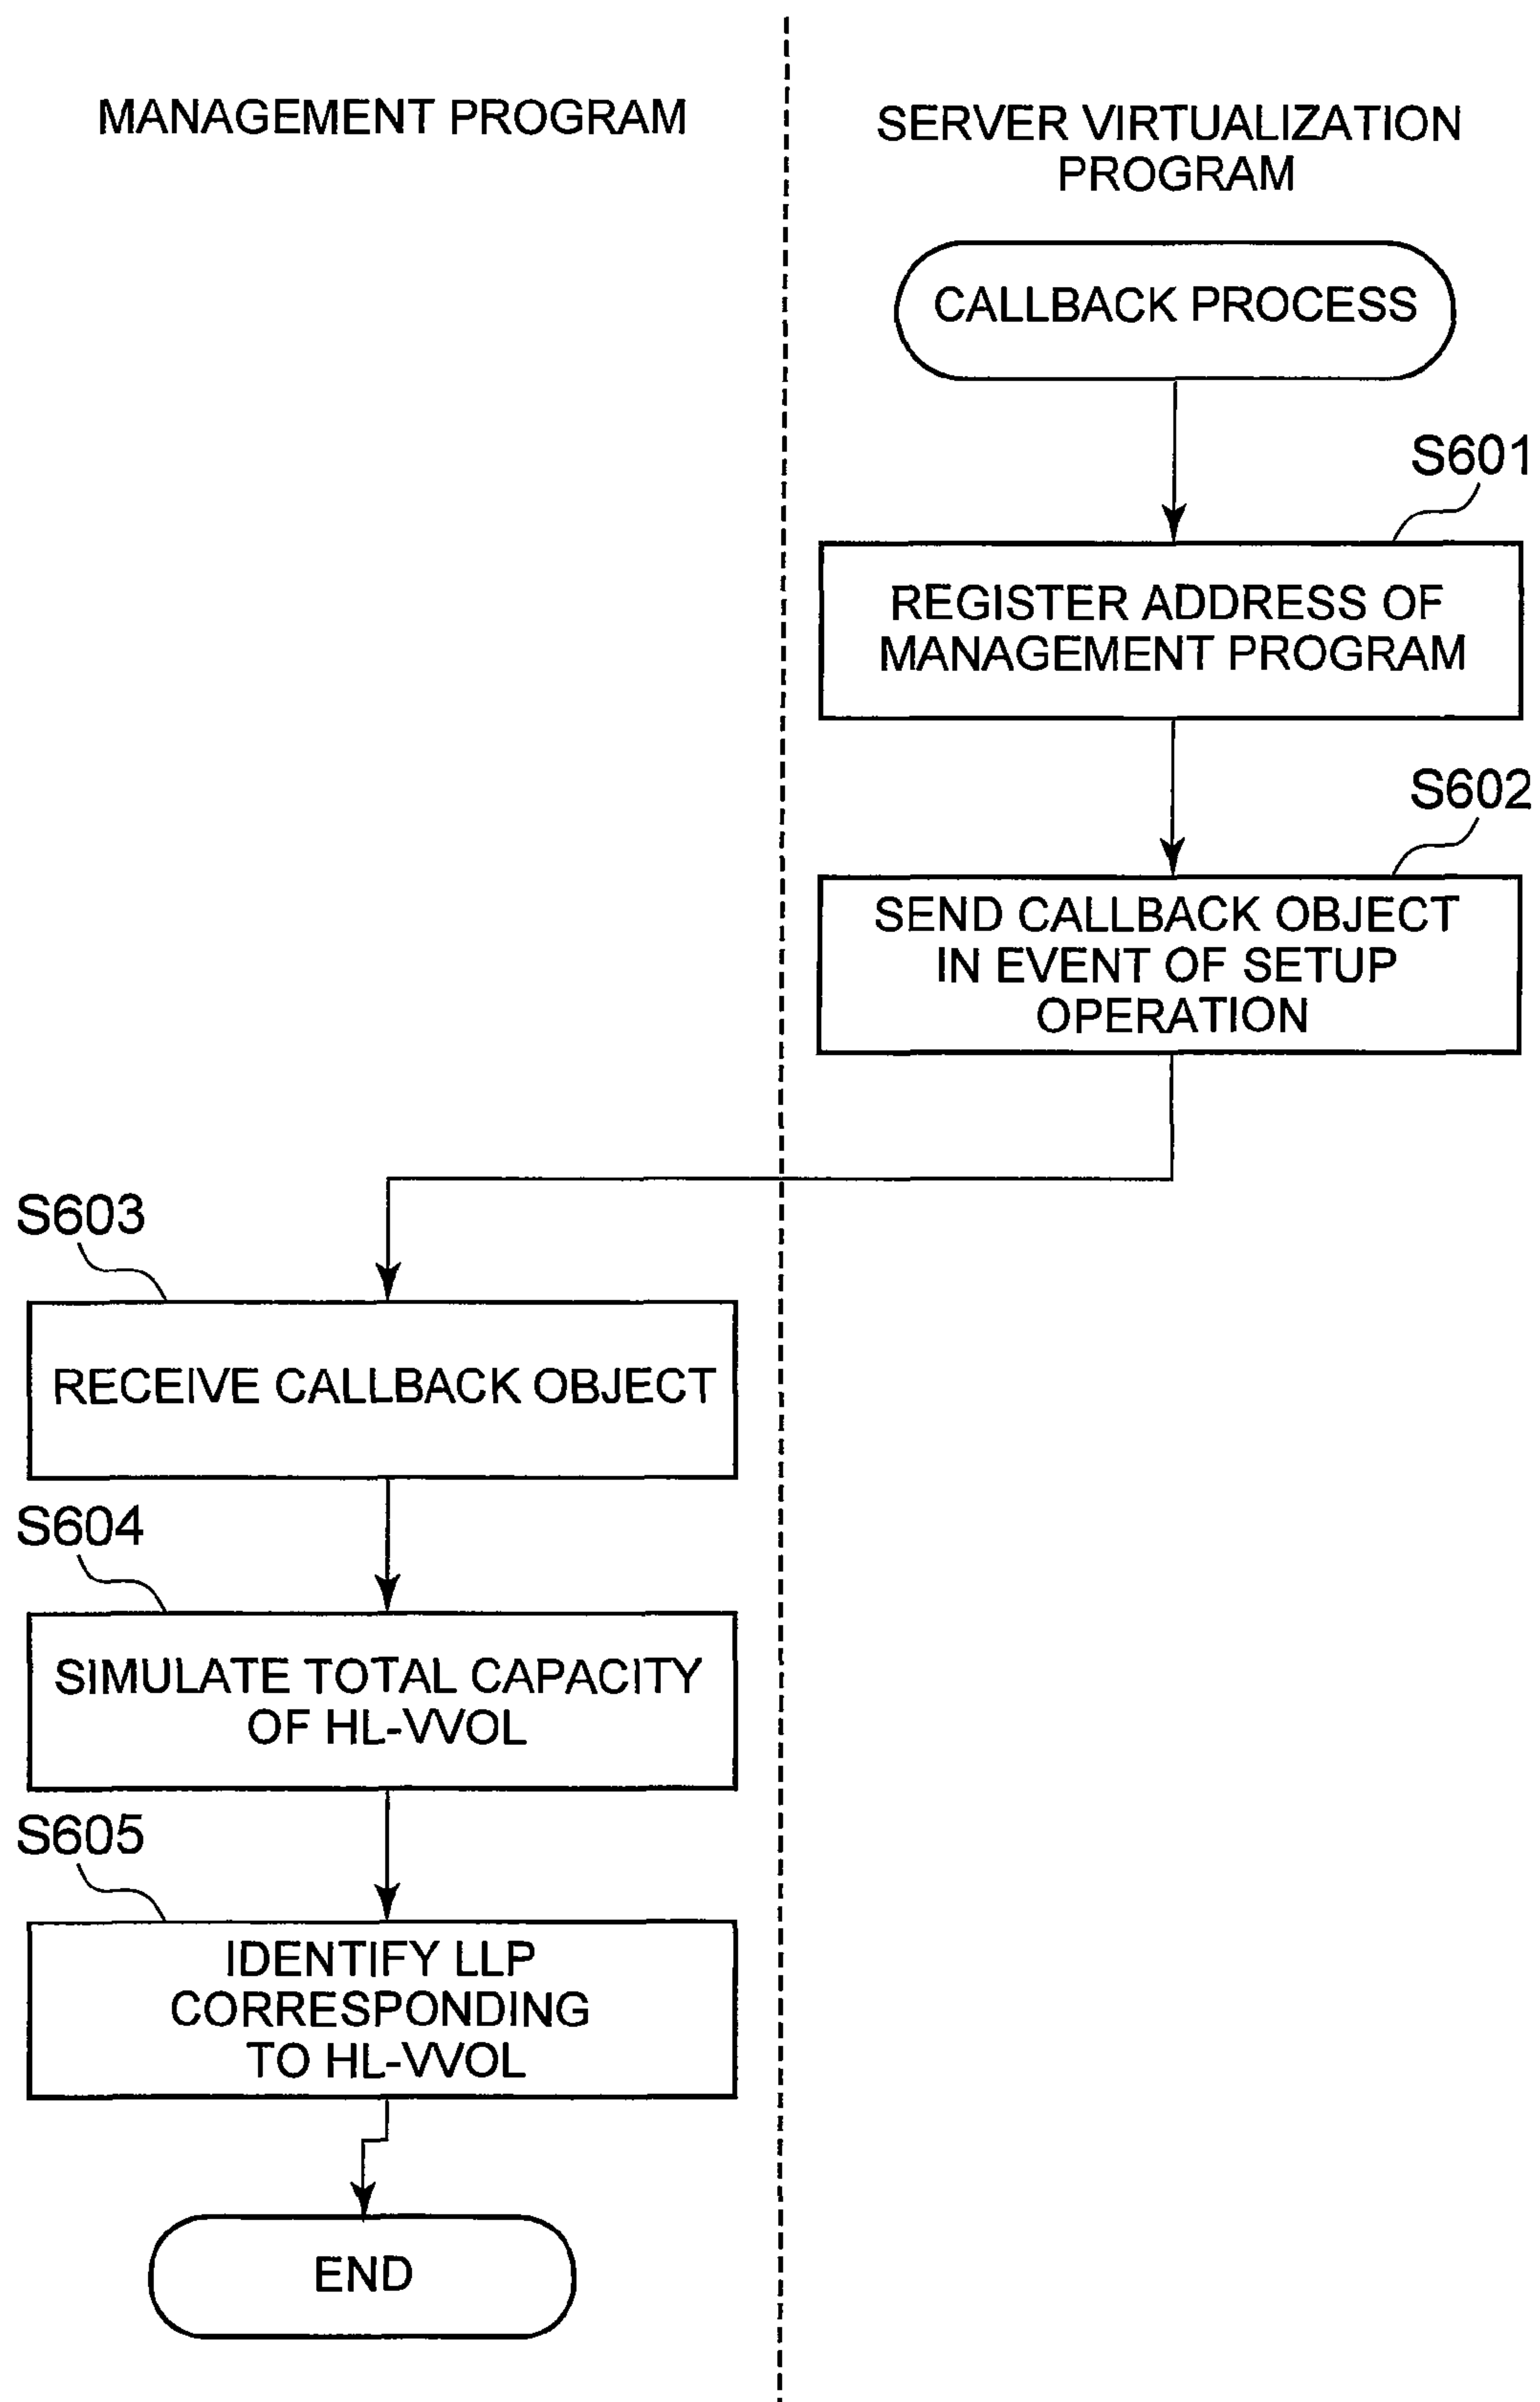 MANAGEMENT PROGRAM
SERVER VIRTUALIZATION
PROGRAM
CALLBACK PROCESS
S601
REGISTER ADDRESS OF
MANAGEMENT PROGRAM
S602
SEND CALLBACK OBJECT
IN EVENT OF SETUP
OPERATION
S603
RECEIVE CALLBACK OBJECT
S604
SIMULATE TOTAL CAPACITY
OF HL-VVOL
S605
IDENTIFY LLP
CORRESPONDING
TO HL-VVOL
END